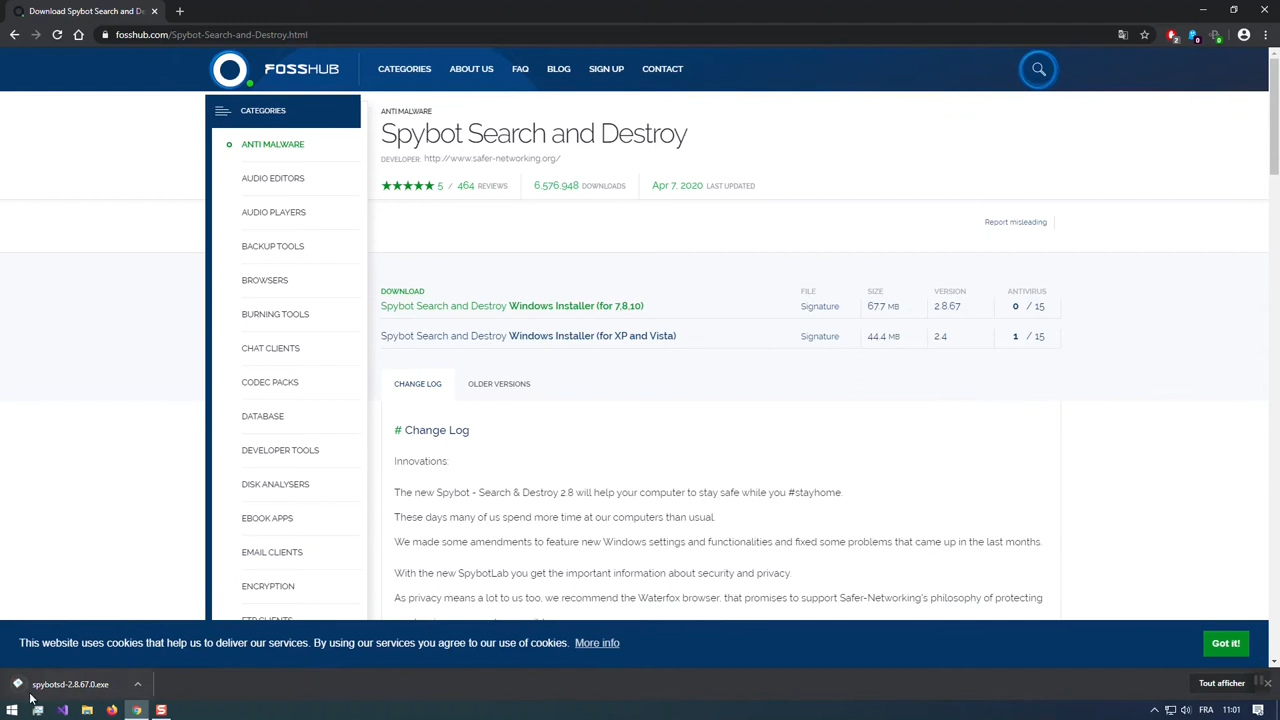 Download Spybot Search and Des
fosshub.com/Spybot-Search-and-Destroy.html
FOSSHUB
CATEGORIES
ABOUT US
FAQ
BLOG
SIGN UP
CONTACT
CATEGORIES
ANTI MALWARE
AUDIO EDITORS
AUDIO PLAYERS
BACKUP TOOLS
BROWSERS
BURNING TOOLS
CHAT CLIENTS
CODEC PACKS
DATABASE
DEVELOPER TOOLS
DISK ANALYSERS
EBOOK APPS
EMAIL CLIENTS
ENCRYPTION
FTP CLIENTS
ANTI MALWARE
Spybot Search and Destroy
DEVELOPER: http://www.safer-networking.org/
5 / 464 REVIEWS
6,576,948 DOWNLOADS
Apr 7, 2020 LAST UPDATED
Report misleading
DOWNLOAD FILE SIZE VERSION ANTIVIRUS
Spybot Search and Destroy Windows Installer (for 7,8,10) Signature 67.7 MB 2.8.67 0 / 15
Spybot Search and Destroy Windows Installer (for XP and Vista) Signature 44.4 MB 2.4 1 / 15
CHANGE LOG
OLDER VERSIONS
# Change Log
Innovations:
The new Spybot - Search & Destroy 2.8 will help your computer to stay safe while you #stayhome.
These days many of us spend more time at our computers than usual.
We made some amendments to feature new Windows settings and functionalities and fixed some problems that came up in the last months.
With the new SpybotLab you get the important information about security and privacy.
As privacy means a lot to us too, we recommend the Waterfox browser, that promises to support Safer-Networking's philosophy of protecting
This website uses cookies that help us to deliver our services. By using our services you agree to our use of cookies. More info
Got it!
spybotsd-2.8.67.0.exe
Tout afficher
FRA 11:01